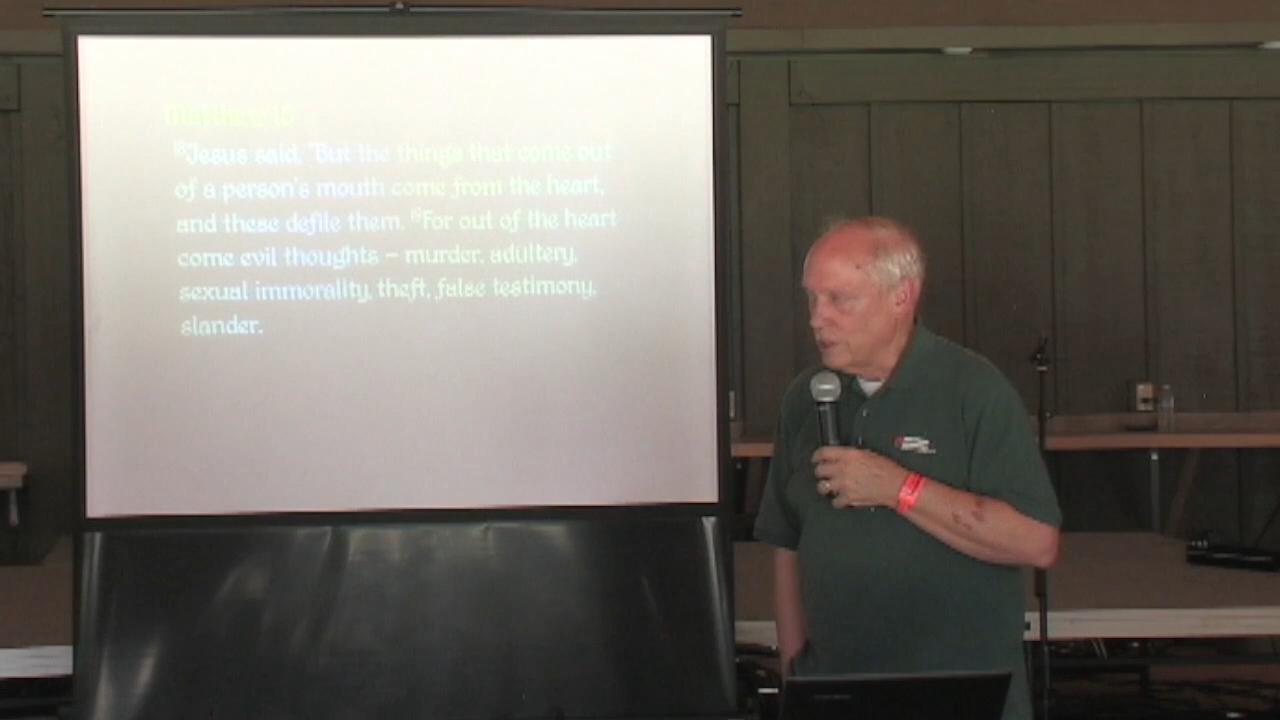 Matthew 15:
18Jesus said, "But the things that come out
of a person's mouth come from the heart,
and these defile them. 19For out of the heart
come evil thoughts – murder, adultery,
sexual immorality, theft, false testimony,
slander.